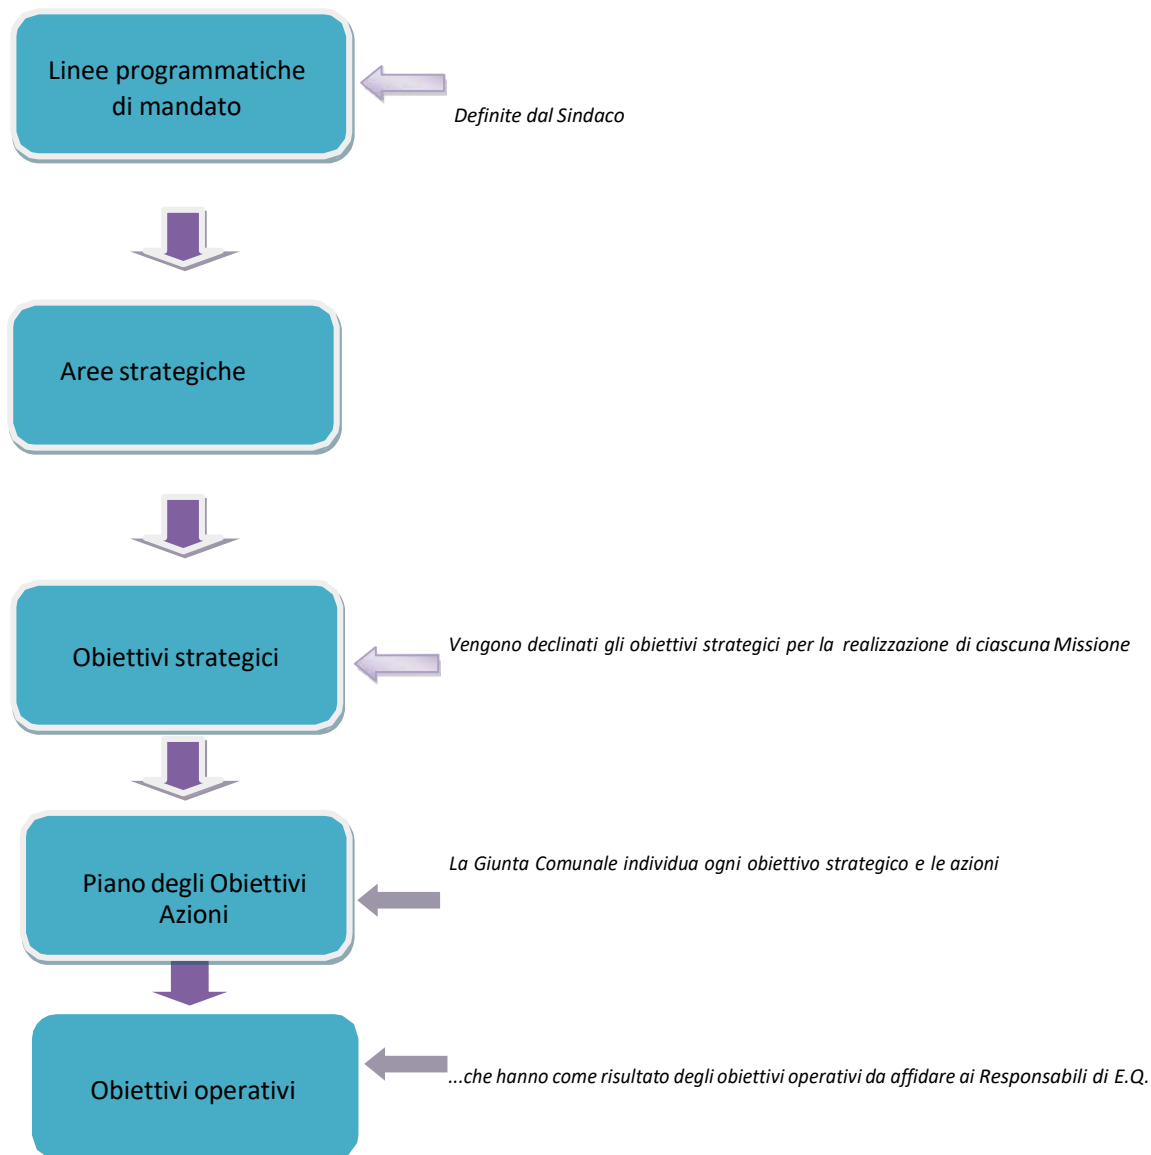 Linee programmatiche
di mandato
Definite dal Sindaco
Aree strategiche
Obiettivi strategici
Vengono declinati gli obiettivi strategici per la realizzazione di ciascuna Missione
Piano degli Obiettivi
Azioni
La Giunta Comunale individua ogni obiettivo strategico e le azioni
Obiettivi operativi
...che hanno come risultato degli obiettivi operativi da affidare ai Responsabili di E.Q.